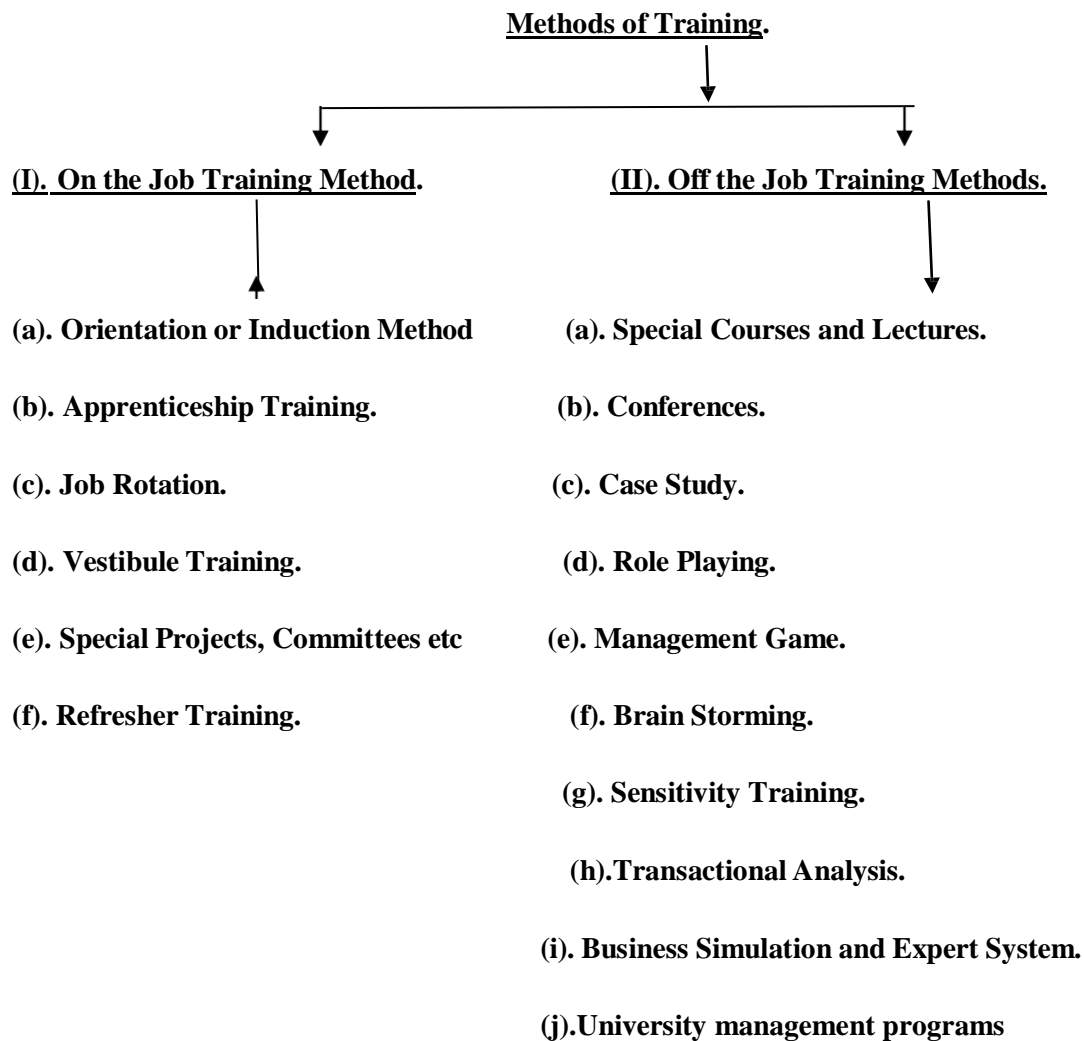 Methods of Training.
(I). On the Job Training Method.
(II). Off the Job Training Methods.
(a). Orientation or Induction Method
(b). Apprenticeship Training.
(c). Job Rotation.
(d). Vestibule Training.
(e). Special Projects, Committees etc
(f). Refresher Training.
(a). Special Courses and Lectures.
(b). Conferences.
(c). Case Study.
(d). Role Playing.
(e). Management Game.
(f). Brain Storming.
(g). Sensitivity Training.
(h).Transactional Analysis.
(i). Business Simulation and Expert System.
(j).University management programs